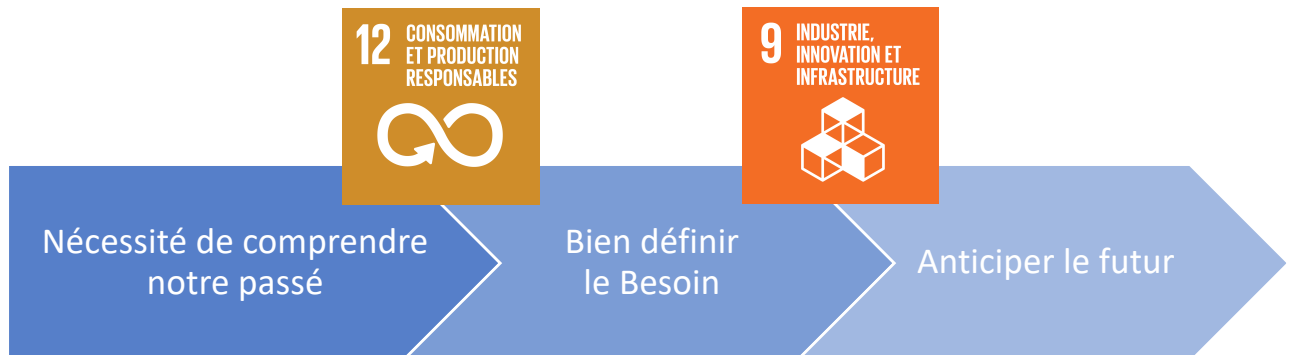 12 CONSOMMATION
ET PRODUCTION
RESPONSABLES
9 INDUSTRIE,
INNOVATION ET
INFRASTRUCTURE
Nécessité de comprendre
notre passé
Bien définir
le Besoin
Anticiper le futur